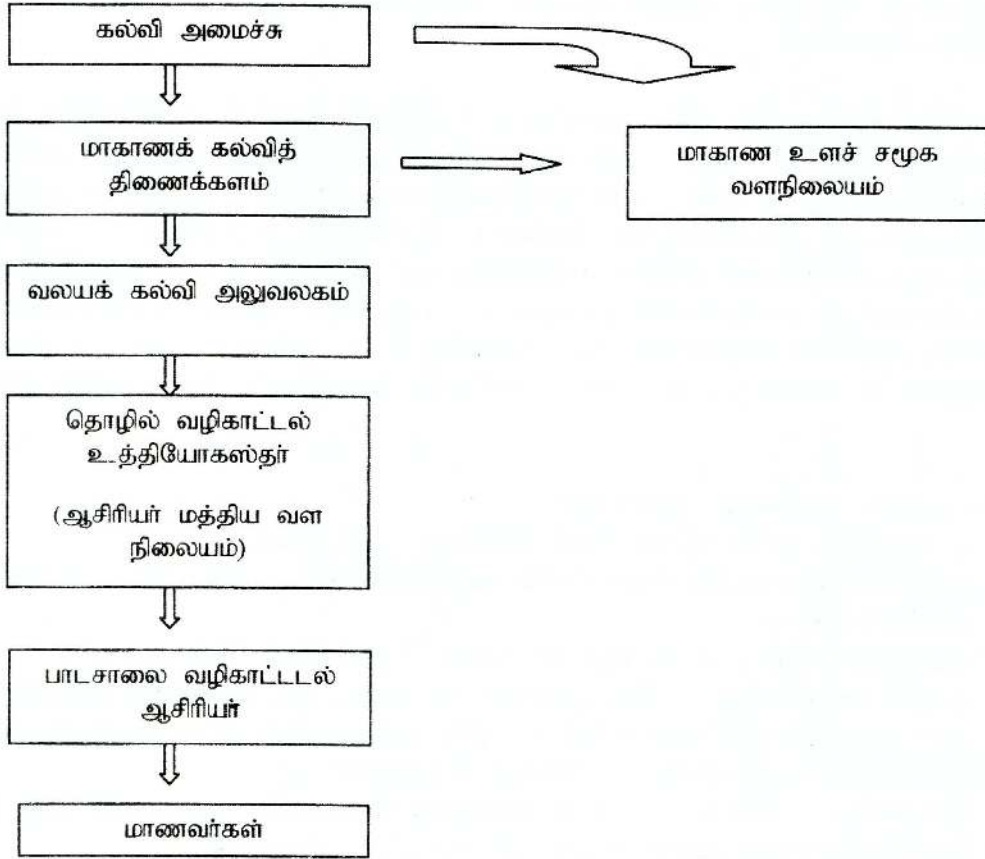 கல்வி அமைச்சு
மாகாணக் கல்வித்
திணைக்களம்
மாகாண உளச் சமூக
வளநிலையம்
வலயக் கல்வி அலுவலகம்
தொழில் வழிகாட்டல்
உத்தியோகஸ்தர்
(ஆசிரியர் மத்திய வள
நிலையம்)
பாடசாலை வழிகாட்டடல்
ஆசிரியர்
மாணவர்கள்